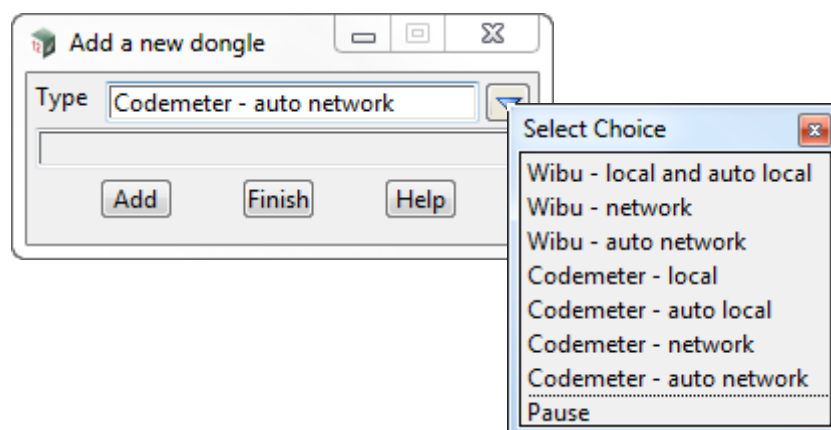 Add a new dongle
Type Codemeter - auto network
Add Finish Help
Select Choice
Wibu - local and auto local
Wibu - network
Wibu - auto network
Codemeter - local
Codemeter - auto local
Codemeter - network
Codemeter - auto network
Pause